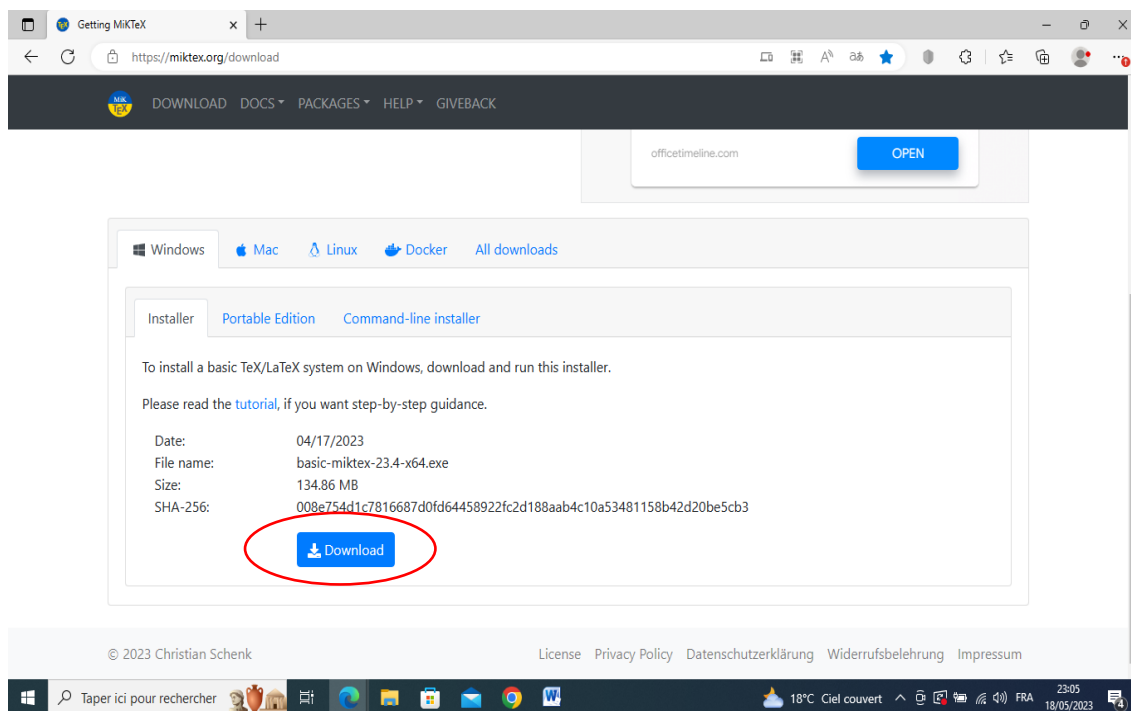 Getting MiKTeX
https://miktex.org/download
MiK TEX
DOWNLOAD DOCS PACKAGES HELP GIVEBACK
officetimeline.com
OPEN
Windows Mac Linux Docker All downloads
Installer Portable Edition Command-line installer
To install a basic TeX/LaTeX system on Windows, download and run this installer.
Please read the tutorial, if you want step-by-step guidance.
Date: 04/17/2023
File name: basic-miktex-23.4-x64.exe
Size: 134.86 MB
SHA-256: 008e754d1c7816687d0fd64458922fc2d188aab4c10a53481158b42d20be5cb3
Download
© 2023 Christian Schenk License Privacy Policy Datenschutzerklärung Widerrufsbelehrung Impressum
Taper ici pour rechercher
18°C Ciel couvert
FRA
23:05
18/05/2023
4